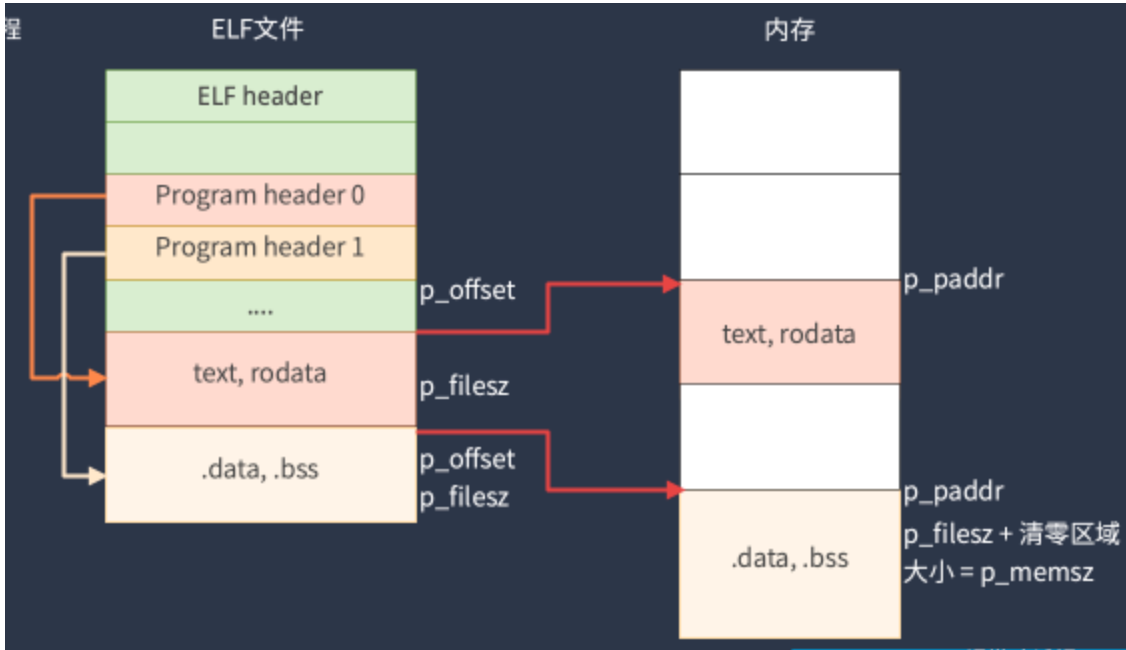 程
ELF文件
内存
ELF header
Program header 0
Program header 1
....
p_offset
p_paddr
text, rodata
text, rodata
p_filesz
.data, .bss
p_offset
p_filesz
p_paddr
.data, .bss
p_filesz + 清零区域
大小 = p_memsz